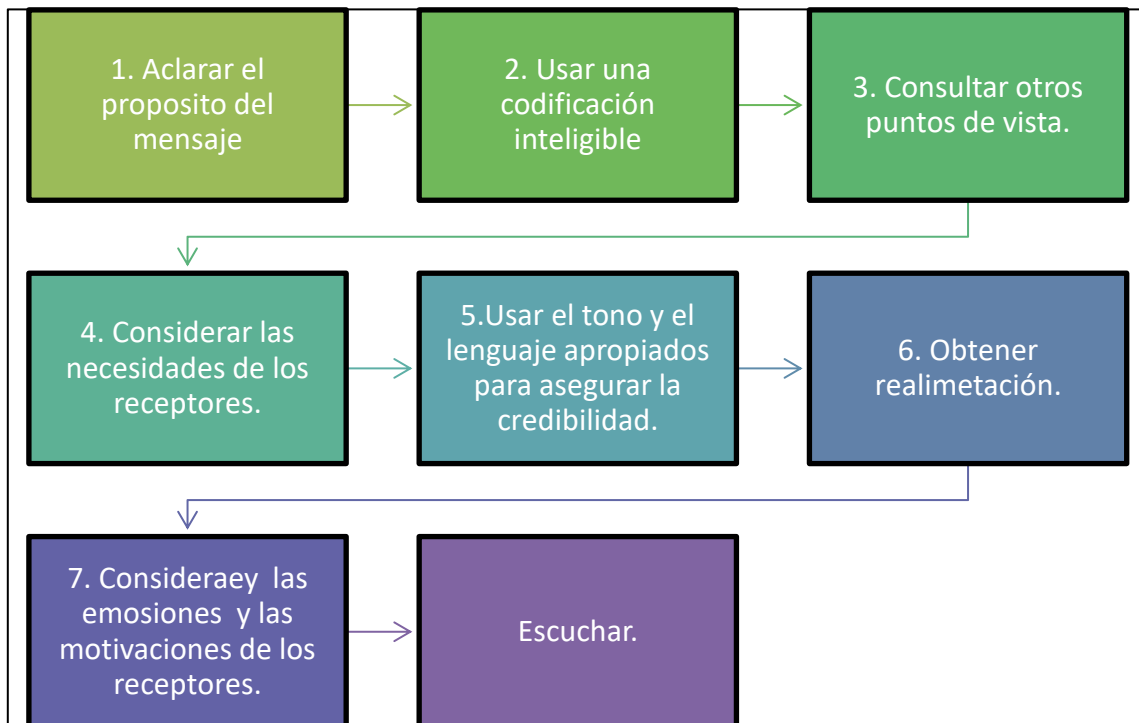 1. Aclarar el
proposito del
mensaje
2. Usar una
codificación
inteligible
3. Consultar otros
puntos de vista.
4. Considerar las
necesidades de los
receptores.
5.Usar el tono y el
lenguaje apropiados
para asegurar la
credibilidad.
6. Obtener
realimetación.
7. Consideraey  las
emosiones  y las
motivaciones de los
receptores.
Escuchar.